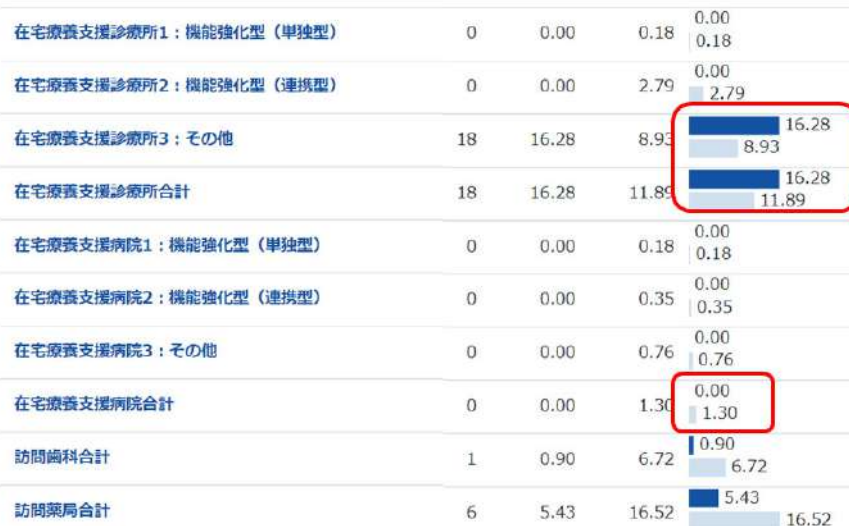 在宅療養支援診療所1：機能強化型（単独型） 0 0.00 0.18 0.00
0.18
在宅療養支援診療所2：機能強化型（連携型） 0 0.00 2.79 0.00
2.79
在宅療養支援診療所3：その他 18 16.28 8.93 16.28
8.93
在宅療養支援診療所合計 18 16.28 11.89 16.28
11.89
在宅療養支援病院1：機能強化型（単独型） 0 0.00 0.18 0.00
0.18
在宅療養支援病院2：機能強化型（連携型） 0 0.00 0.35 0.00
0.35
在宅療養支援病院3：その他 0 0.00 0.76 0.00
0.76
在宅療養支援病院合計 0 0.00 1.30 0.00
1.30
訪問歯科合計 1 0.90 6.72 0.90
6.72
訪問薬局合計 6 5.43 16.52 5.43
16.52